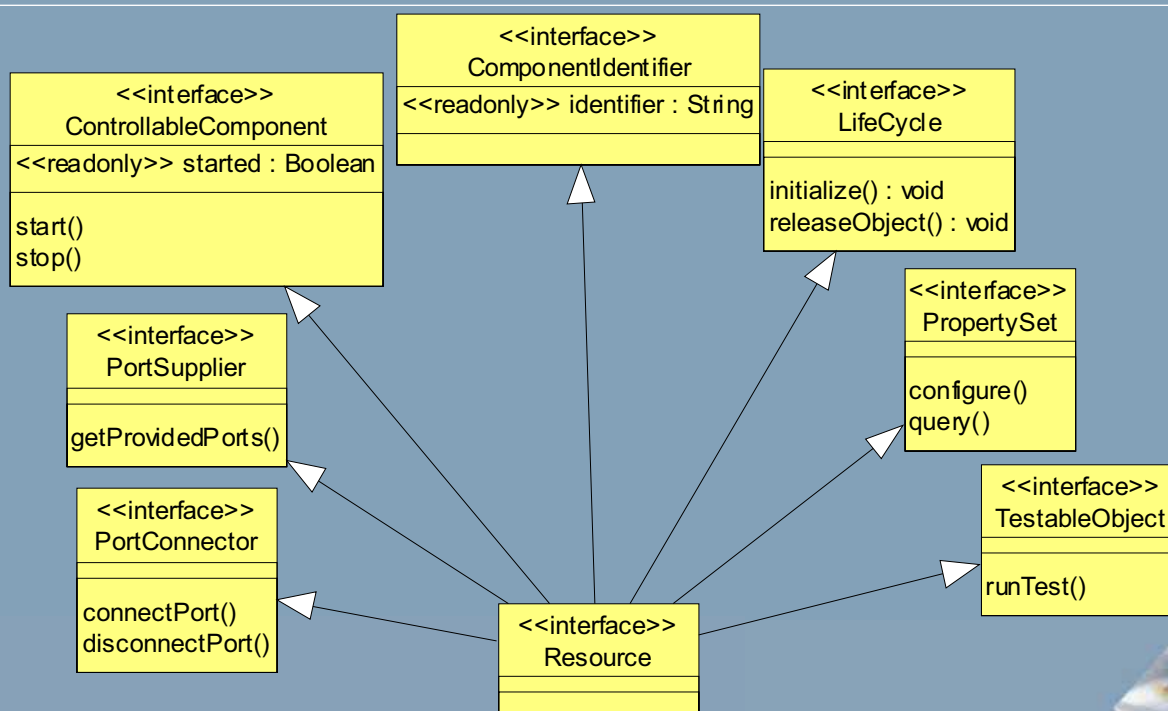 <<interface>>
ComponentIdentifier
<<readonly>> identifier : String
<<interface>>
ControllableComponent
<<readonly>> started : Boolean
start()
stop()
<<interface>>
LifeCycle
initialize() : void
releaseObject() : void
<<interface>>
PropertySet
configure()
query()
<<interface>>
PortSupplier
getProvidedPorts()
<<interface>>
TestableObject
runTest()
<<interface>>
PortConnector
connectPort()
disconnectPort()
<<interface>>
Resource